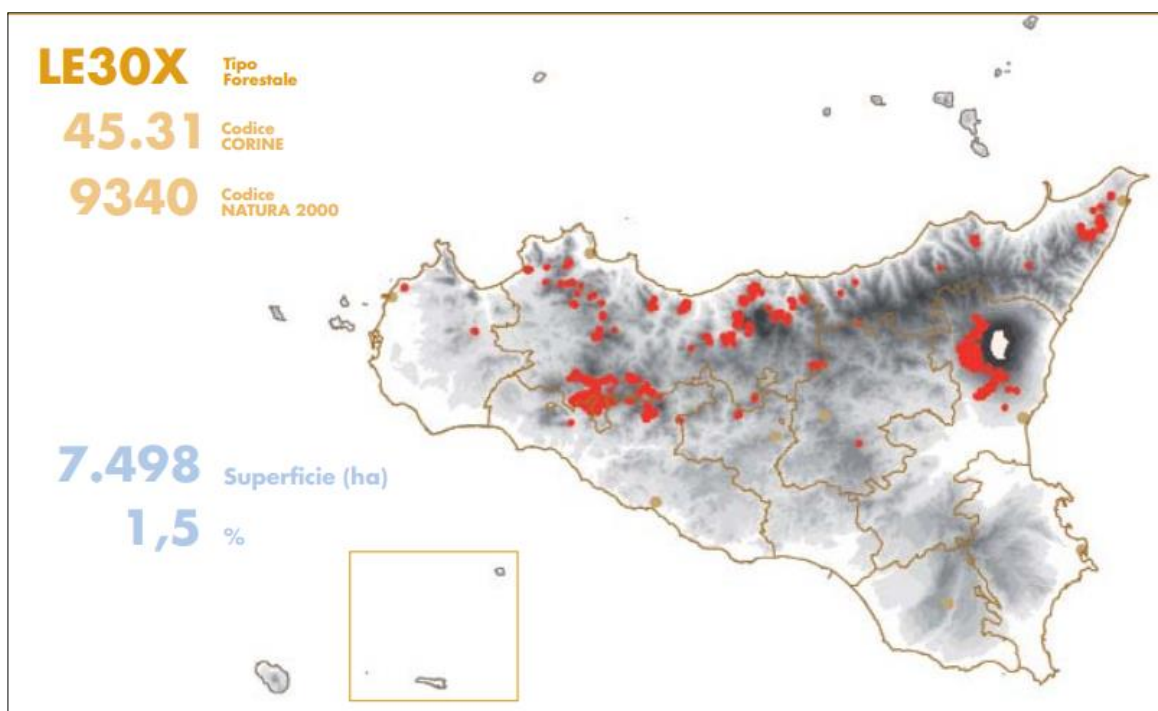 LE30X Tipo
Forestale
45.31 Codice
CORINE
9340 Codice
NATURA 2000
7.498 Superficie (ha)
1,5 %